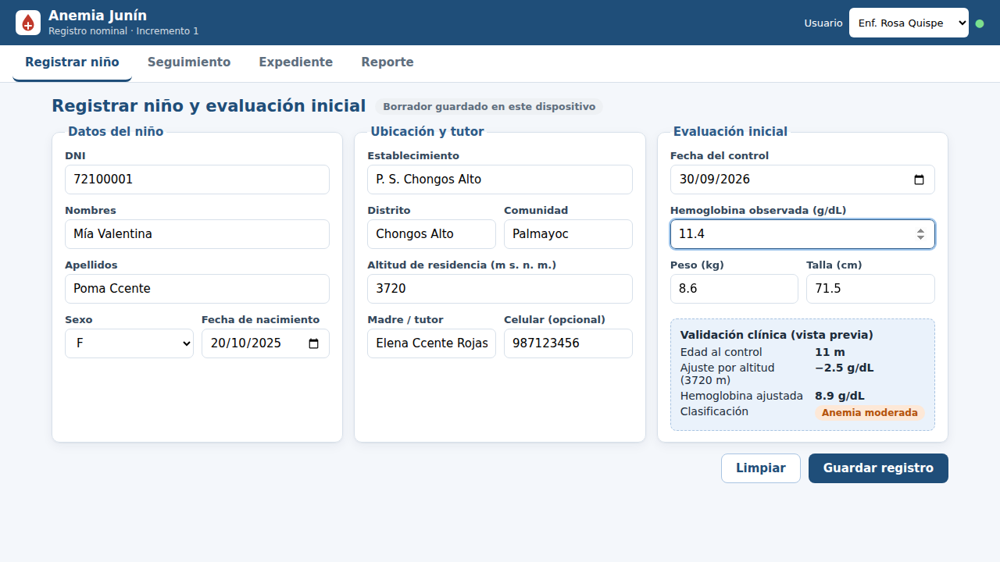 Anemia Junín
Registro nominal · Incremento 1
Usuario
Enf. Rosa Quispe
Registrar niño
Seguimiento
Expediente
Reporte
Registrar niño y evaluación inicial
Borrador guardado en este dispositivo
Datos del niño
DNI
72100001
Nombres
Mía Valentina
Apellidos
Poma Ccente
Sexo
Fecha de nacimiento
F
20/10/2025
Ubicación y tutor
Establecimiento
P. S. Chongos Alto
Distrito
Comunidad
Chongos Alto
Palmayoc
Altitud de residencia (m s. n. m.)
3720
Madre / tutor
Celular (opcional)
Elena Ccente Rojas
987123456
Evaluación inicial
Fecha del control
30/09/2026
Hemoglobina observada (g/dL)
11.4
Peso (kg)
Talla (cm)
8.6
71.5
Validación clínica (vista previa)
Edad al control
11 m
Ajuste por altitud
(3720 m)
−2.5 g/dL
Hemoglobina ajustada
8.9 g/dL
Clasificación
Anemia moderada
Limpiar
Guardar registro